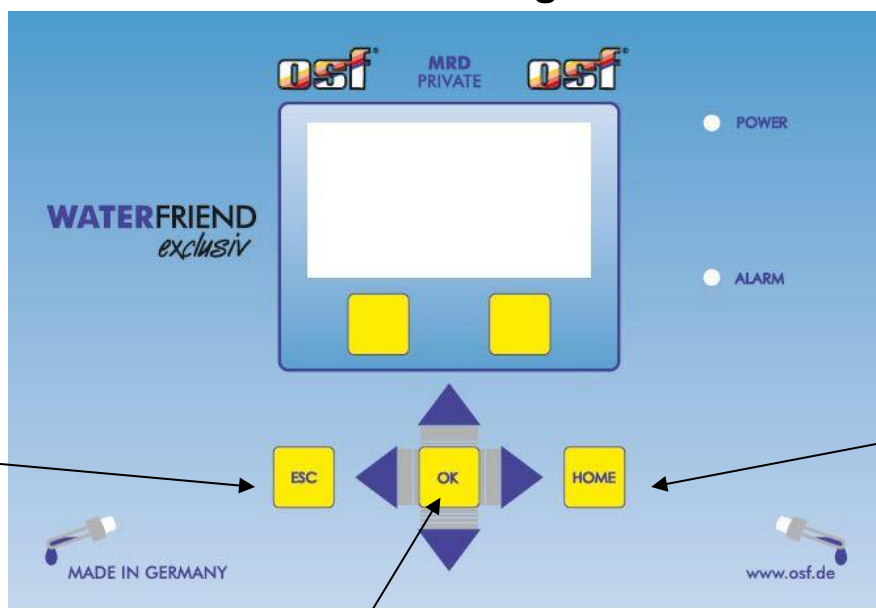 g
osf® MRD osf®
PRIVATE
POWER
WATERFRIEND
exclusiv
ALARM
ESC OK HOME
MADE IN GERMANY
www.osf.de